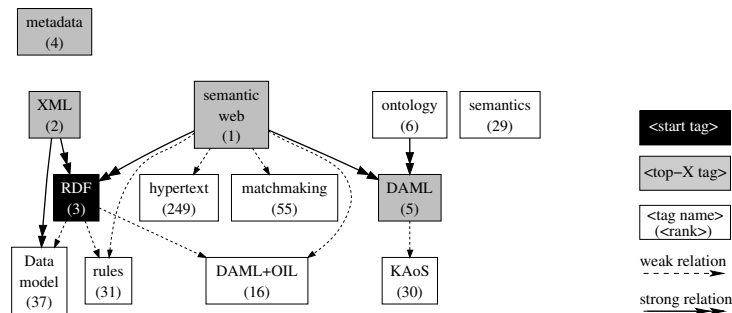 metadata
(4)
XML
(2)
semantic
web
(1)
ontology
(6)
semantics
(29)
RDF
(3)
hypertext
(249)
matchmaking
(55)
DAML
(5)
Data
model
(37)
rules
(31)
DAML+OIL
(16)
KAoS
(30)
<start tag>
<top−X tag>
<tag name>
(<rank>)
weak relation
strong relation